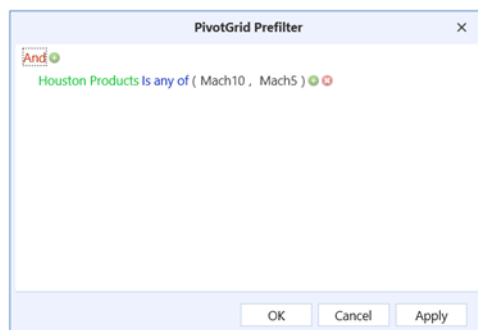 PivotGrid Prefilter
And
Houston Products Is any of ( Mach10 , Mach5 )
OK Cancel Apply